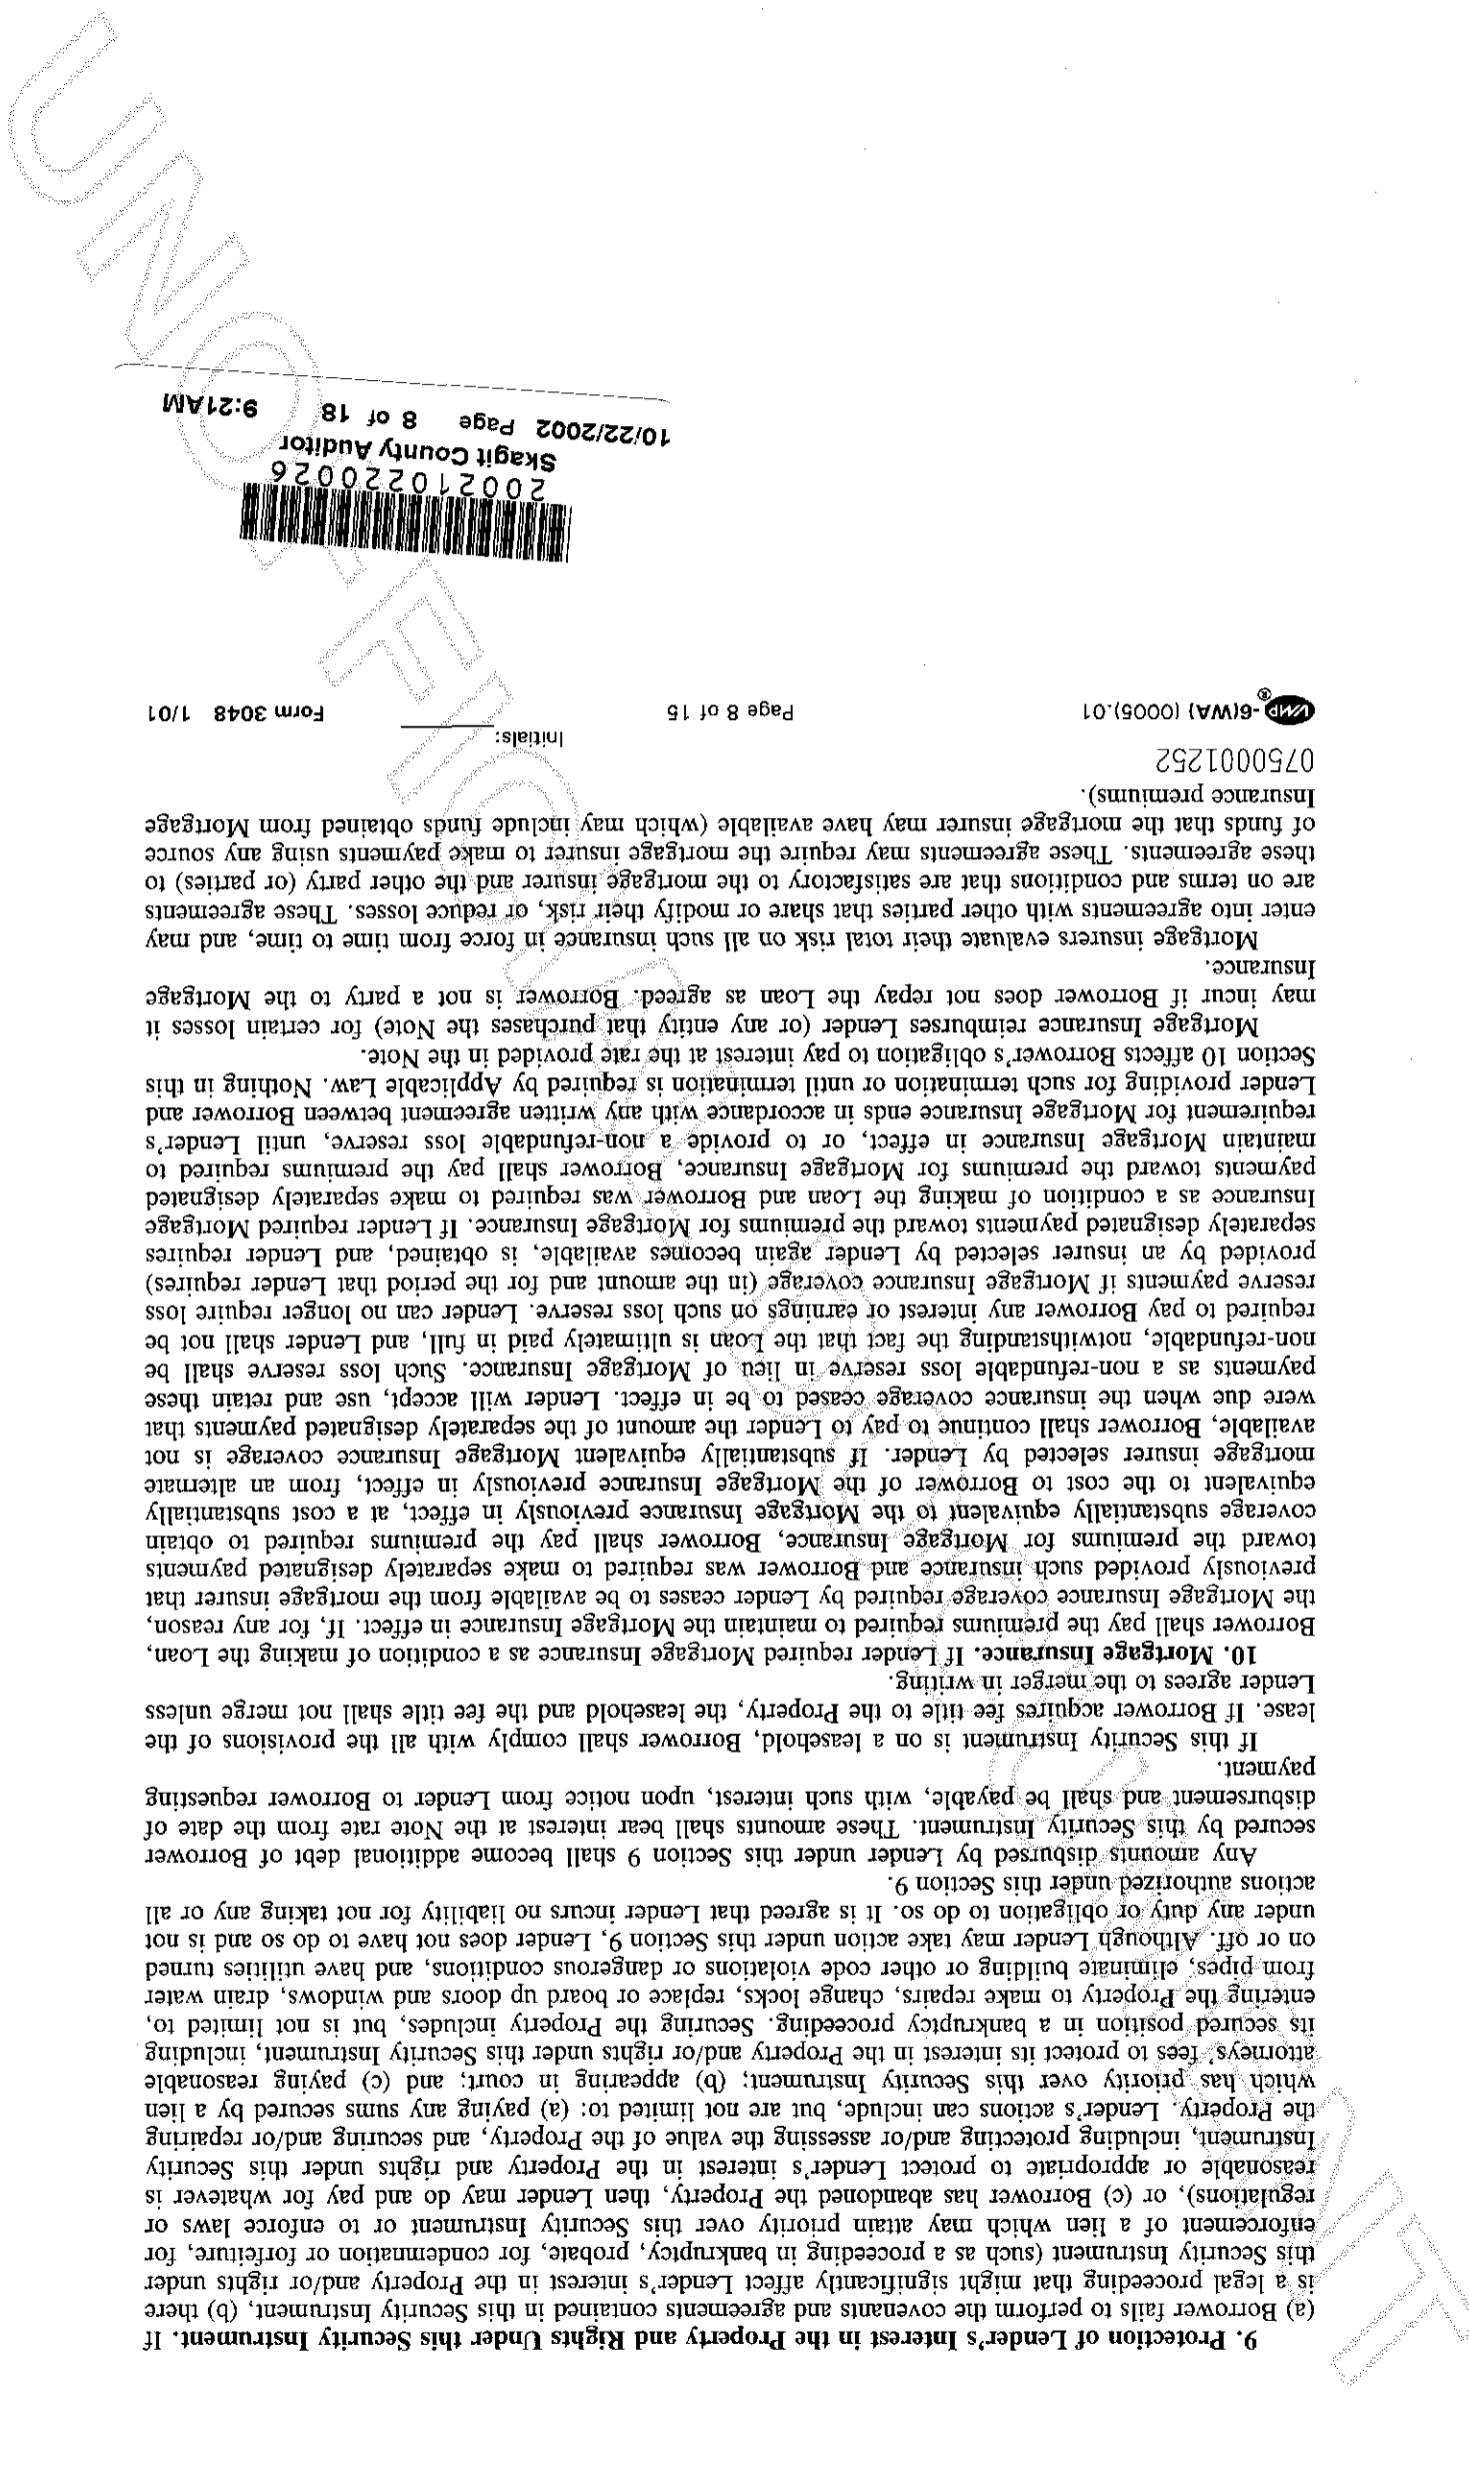 9. Protection of Lender's Interest in the Property and Rights Under this Security Instrument. If
(a) Borrower fails to perform the covenants and agreements contained in this Security Instrument, (b) there
is a legal proceeding that might significantly affect Lender's interest in the Property and/or rights under
this Security Instrument (such as a proceeding in bankruptcy, probate, for condemnation or forfeiture, for
enforcement of a lien which may attain priority over this Security Instrument or to enforce laws or
regulations), or (c) Borrower has abandoned the Property, then Lender may do and pay for whatever is
reasonable or appropriate to protect Lender's interest in the Property and rights under this Security
Instrument, including protecting and/or assessing the value of the Property, and securing and/or repairing
the Property. Lender's actions can include, but are not limited to: (a) paying any sums secured by a lien
which has priority over this Security Instrument; (b) appearing in court; and (c) paying reasonable
attorneys' fees to protect its interest in the Property and/or rights under this Security Instrument, including
its secured position in a bankruptcy proceeding. Securing the Property includes, but is not limited to,
entering the Property to make repairs, change locks, replace or board up doors and windows, drain water
from pipes, eliminate building or other code violations or dangerous conditions, and have utilities turned
on or off. Although Lender may take action under this Section 9, Lender does not have to do so and is not
under any duty or obligation to do so. It is agreed that Lender incurs no liability for not taking any or all
actions authorized under this Section 9.
Any amounts disbursed by Lender under this Section 9 shall become additional debt of Borrower
secured by this Security Instrument. These amounts shall bear interest at the Note rate from the date of
disbursement and shall be payable, with such interest, upon notice from Lender to Borrower requesting
payment.
If this Security Instrument is on a leasehold, Borrower shall comply with all the provisions of the
lease. If Borrower acquires fee title to the Property, the leasehold and the fee title shall not merge unless
Lender agrees to the merger in writing.
10. Mortgage Insurance. If Lender required Mortgage Insurance as a condition of making the Loan,
Borrower shall pay the premiums required to maintain the Mortgage Insurance in effect. If, for any reason,
the Mortgage Insurance coverage required by Lender ceases to be available from the mortgage insurer that
previously provided such insurance and Borrower was required to make separately designated payments
toward the premiums for Mortgage Insurance, Borrower shall pay the premiums required to obtain
coverage substantially equivalent to the Mortgage Insurance previously in effect, at a cost substantially
equivalent to the cost to Borrower of the Mortgage Insurance previously in effect, from an alternate
mortgage insurer selected by Lender. If substantially equivalent Mortgage Insurance coverage is not
available, Borrower shall continue to pay to Lender the amount of the separately designated payments that
were due when the insurance coverage ceased to be in effect. Lender will accept, use and retain these
payments as a non-refundable loss reserve in lieu of Mortgage Insurance. Such loss reserve shall be
non-refundable, notwithstanding the fact that the Loan is ultimately paid in full, and Lender shall not be
required to pay Borrower any interest or earnings on such loss reserve. Lender can no longer require loss
reserve payments if Mortgage Insurance coverage (in the amount and for the period that Lender requires)
provided by an insurer selected by Lender again becomes available, is obtained, and Lender requires
separately designated payments toward the premiums for Mortgage Insurance. If Lender required Mortgage
Insurance as a condition of making the Loan and Borrower was required to make separately designated
payments toward the premiums for Mortgage Insurance, Borrower shall pay the premiums required to
maintain Mortgage Insurance in effect, or to provide a non-refundable loss reserve, until Lender's
requirement for Mortgage Insurance ends in accordance with any written agreement between Borrower and
Lender providing for such termination or until termination is required by Applicable Law. Nothing in this
Section 10 affects Borrower's obligation to pay interest at the rate provided in the Note.
Mortgage Insurance reimburses Lender (or any entity that purchases the Note) for certain losses it
may incur if Borrower does not repay the Loan as agreed. Borrower is not a party to the Mortgage
Insurance.
Mortgage insurers evaluate their total risk on all such insurance in force from time to time, and may
enter into agreements with other parties that share or modify their risk, or reduce losses. These agreements
are on terms and conditions that are satisfactory to the mortgage insurer and the other party (or parties) to
these agreements. These agreements may require the mortgage insurer to make payments using any source
of funds that the mortgage insurer may have available (which may include funds obtained from Mortgage
Insurance premiums).
0750001252
Initials:
VMP®-6(WA) (0005).01 Page 8 of 15 Form 3048 1/01
200210220026
Skagit County Auditor
10/22/2002 Page 8 of 18 9:21AM
UNOFFICIAL DOCUMENT